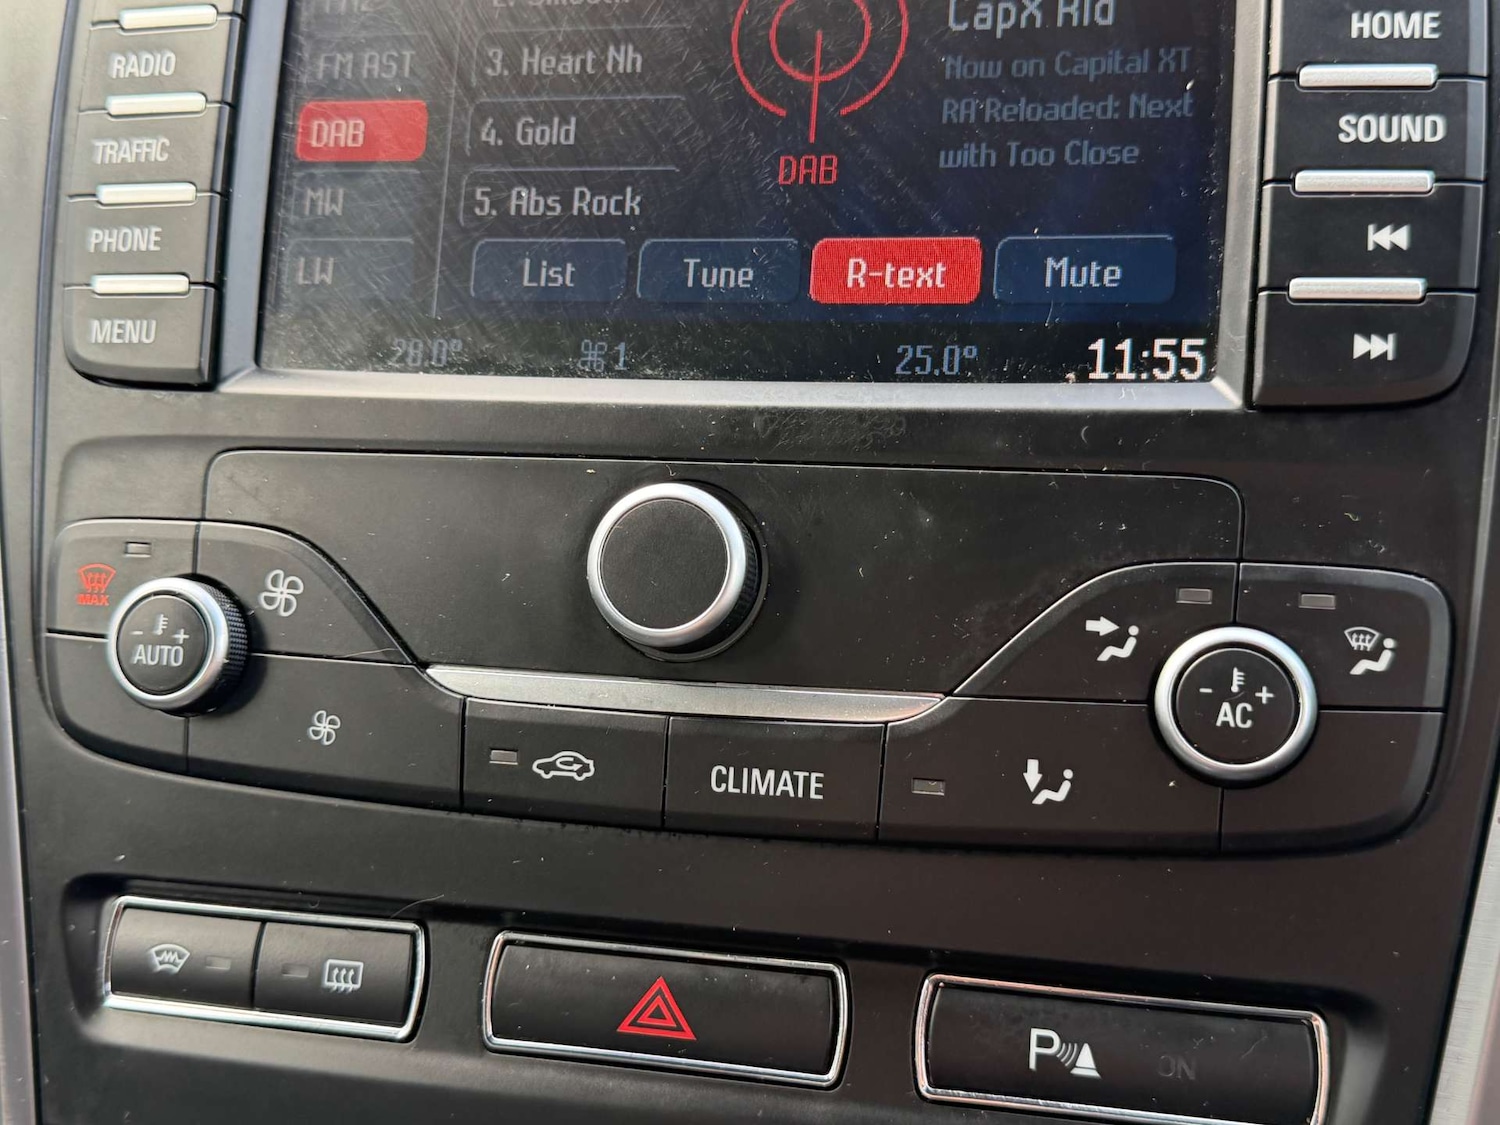 RADIO
TRAFFIC
PHONE
MENU
FM AST
DAB
MW
LW
3. Heart Nh
4. Gold
5. Abs Rock
DAB
CapX Rld
Now on Capital XT
RA Reloaded: Next
with Too Close
List
Tune
R-text
Mute
28.0°
1
25.0°
11:55
HOME
SOUND
MAX
- +
AUTO
CLIMATE
- +
AC
P
ON